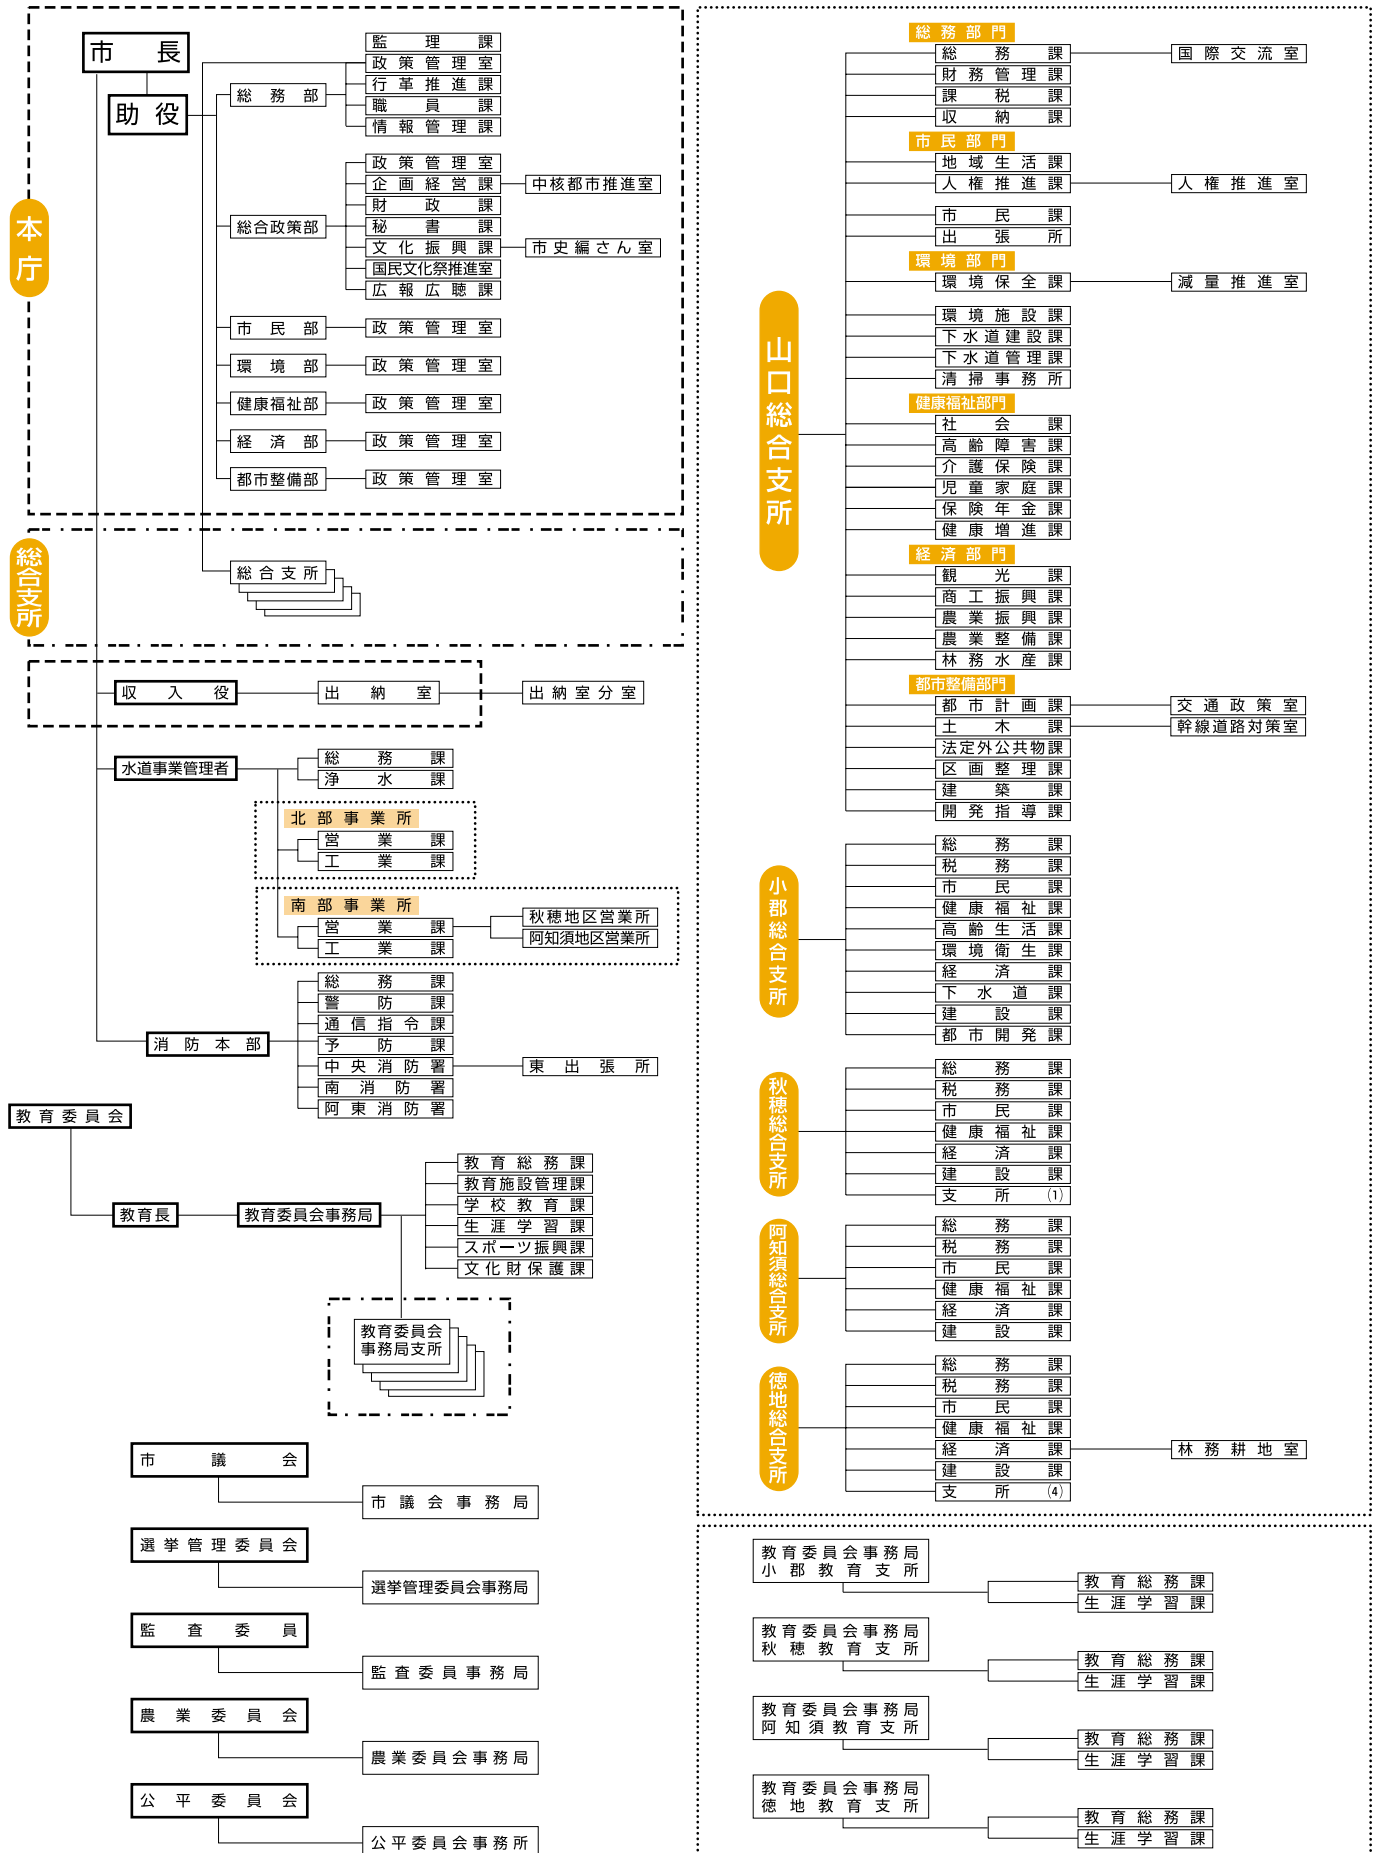 市長
助役
本庁
総務部
監理課
政策管理室
行革推進課
職員課
情報管理課
総合政策部
政策管理室
企画経営課
中核都市推進室
財政課
秘書課
文化振興課
市史編さん室
国民文化祭推進室
広報広聴課
市民部
政策管理室
環境部
政策管理室
健康福祉部
政策管理室
経済部
政策管理室
都市整備部
政策管理室
総合支所
総合支所
収入役
出納室
出納室分室
水道事業管理者
総務課
浄水課
北部事業所
営業課
工業課
南部事業所
営業課
工業課
秋穂地区営業所
阿知須地区営業所
消防本部
総務課
警防課
通信指令課
予防課
中央消防署
東出張所
南消防署
阿東消防署
教育委員会
教育長
教育委員会事務局
教育総務課
教育施設管理課
学校教育課
生涯学習課
スポーツ振興課
文化財保護課
教育委員会
事務局支所
市議会
市議会事務局
選挙管理委員会
選挙管理委員会事務局
監査委員
監査委員事務局
農業委員会
農業委員会事務局
公平委員会
公平委員会事務所
山口総合支所
総務部門
総務課
国際交流室
財務管理課
課税課
収納課
市民部門
地域生活課
人権推進課
人権推進室
市民課
出張所
環境部門
環境保全課
減量推進室
環境施設課
下水道建設課
下水道管理課
清掃事務所
健康福祉部門
社会課
高齢障害課
介護保険課
児童家庭課
保険年金課
健康増進課
経済部門
観光課
商工振興課
農業振興課
農業整備課
林務水産課
都市整備部門
都市計画課
交通政策室
土木課
幹線道路対策室
法定外公共物課
区画整理課
建築課
開発指導課
小郡総合支所
総務課
税務課
市民課
健康福祉課
高齢生活課
環境衛生課
経済課
下水道課
建設課
都市開発課
秋穂総合支所
総務課
税務課
市民課
健康福祉課
経済課
建設課
支所(1)
阿知須総合支所
総務課
税務課
市民課
健康福祉課
経済課
建設課
徳地総合支所
総務課
税務課
市民課
健康福祉課
経済課
林務耕地室
建設課
支所(4)
教育委員会事務局
小郡教育支所
教育総務課
生涯学習課
教育委員会事務局
秋穂教育支所
教育総務課
生涯学習課
教育委員会事務局
阿知須教育支所
教育総務課
生涯学習課
教育委員会事務局
徳地教育支所
教育総務課
生涯学習課